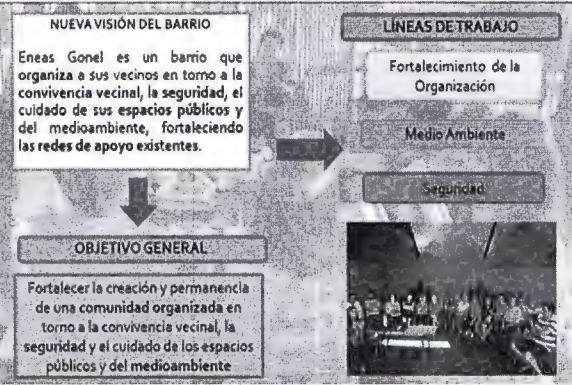 NUEVA VISIÓN DEL BARRIO
Eneas Gonel es un barrio que
organiza a sus vecinos en torno a la
convivencia vecinal, la seguridad, el
cuidado de sus espacios públicos y
del medioambiente, fortaleciendo
las redes de apoyo existentes.
OBJETIVO GENERAL
Fortalecer la creación y permanencia
de una comunidad organizada en
torno a la convivencia vecinal, la
seguridad y el cuidado de los espacios
públicos y del medioambiente
LÍNEAS DE TRABAJO
Fortalecimiento de la
Organización
Medio Ambiente
Seguridad